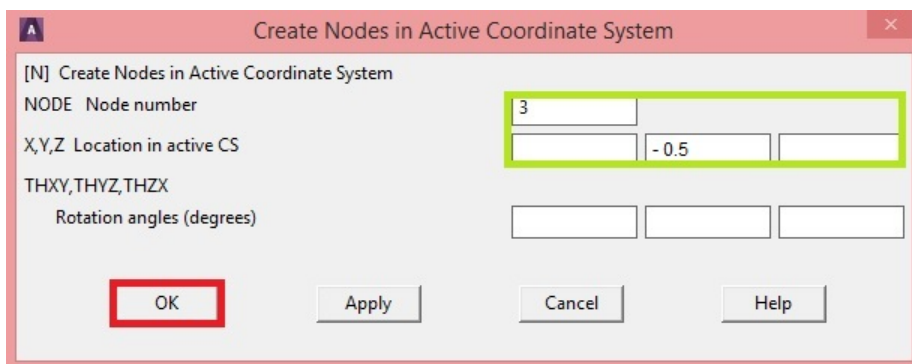 A
Create Nodes in Active Coordinate System
[N] Create Nodes in Active Coordinate System
NODE Node number 3
X,Y,Z Location in active CS - 0.5
THXY,THYZ,THZX
Rotation angles (degrees)
OK Apply Cancel Help